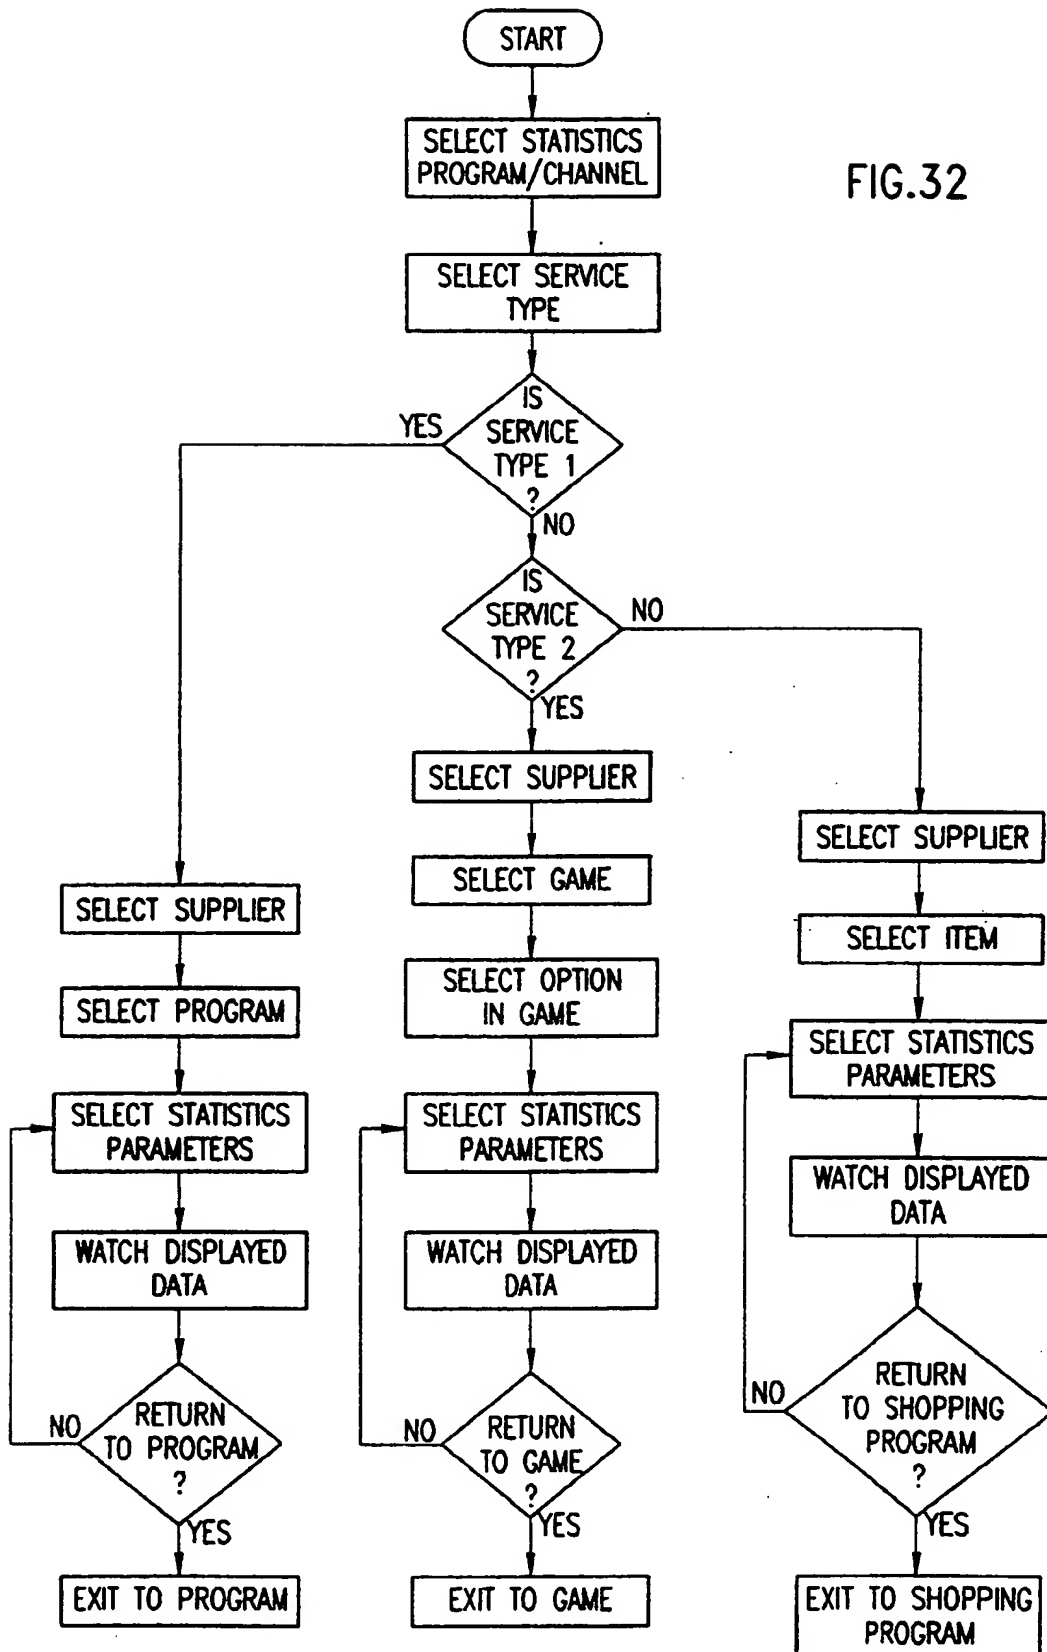 START
SELECT STATISTICS
PROGRAM/CHANNEL
FIG.32
SELECT SERVICE
TYPE
IS
SERVICE
TYPE 1
?
YES
NO
IS
SERVICE
TYPE 2
?
NO
YES
SELECT SUPPLIER
SELECT GAME
SELECT OPTION
IN GAME
SELECT STATISTICS
PARAMETERS
WATCH DISPLAYED
DATA
RETURN
TO GAME
?
NO
YES
EXIT TO GAME
SELECT SUPPLIER
SELECT PROGRAM
SELECT STATISTICS
PARAMETERS
WATCH DISPLAYED
DATA
RETURN
TO PROGRAM
?
NO
YES
EXIT TO PROGRAM
SELECT SUPPLIER
SELECT ITEM
SELECT STATISTICS
PARAMETERS
WATCH DISPLAYED
DATA
RETURN
TO SHOPPING
PROGRAM
?
NO
YES
EXIT TO SHOPPING
PROGRAM